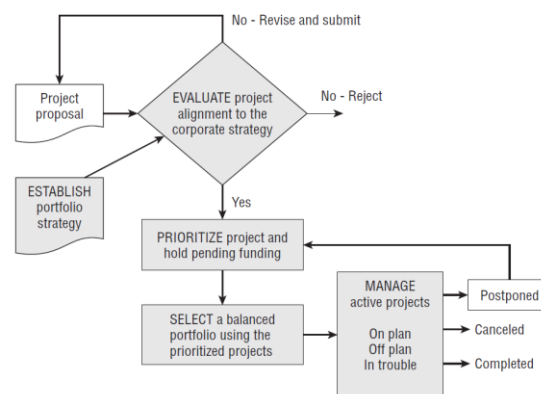 No - Revise and submit
Project
proposal
EVALUATE project
alignment to the
corporate strategy
No - Reject
ESTABLISH
portfolio
strategy
Yes
PRIORITIZE project and
hold pending funding
SELECT a balanced
portfolio using the
prioritized projects
MANAGE
active projects
On plan
Off plan
In trouble
Postponed
Canceled
Completed